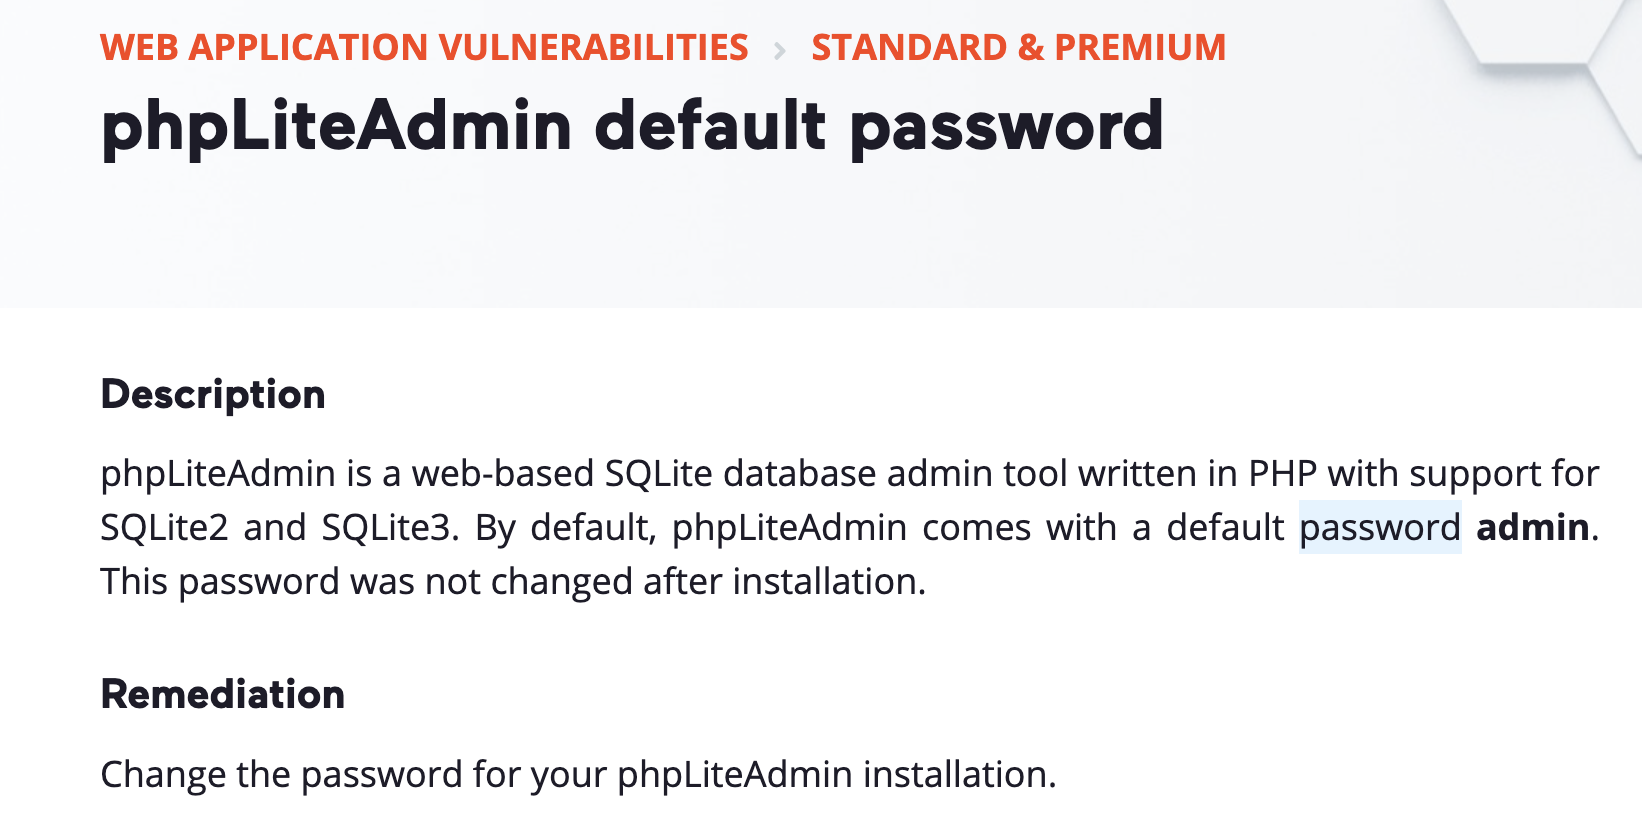 WEB APPLICATION VULNERABILITIES › STANDARD & PREMIUM
phpLiteAdmin default password
Description
phpLiteAdmin is a web-based SQLite database admin tool written in PHP with support for
SQLite2 and SQLite3. By default, phpLiteAdmin comes with a default password admin.
This password was not changed after installation.
Remediation
Change the password for your phpLiteAdmin installation.